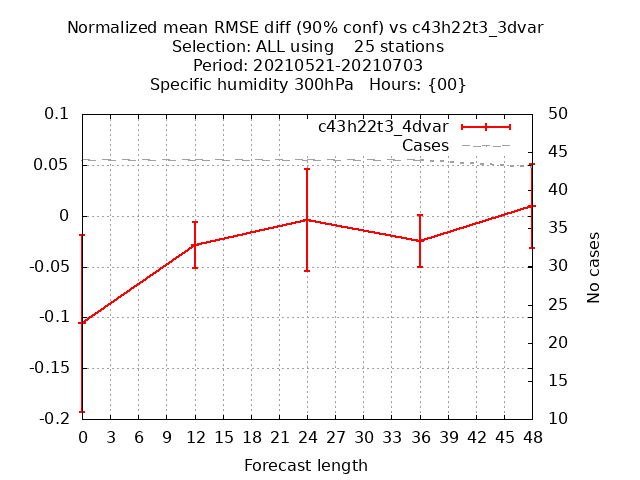 Normalized mean RMSE diff (90% conf) vs c43h22t3_3dvar
Selection: ALL using    25 stations
Period: 20210521-20210703
Specific humidity 300hPa   Hours: {00}
c43h22t3_4dvar
Cases
0.1
0.05
0
-0.05
-0.1
-0.15
-0.2
50
45
40
35
30
25
20
15
10
No cases
0 3 6 9 12 15 18 21 24 27 30 33 36 39 42 45 48
Forecast length